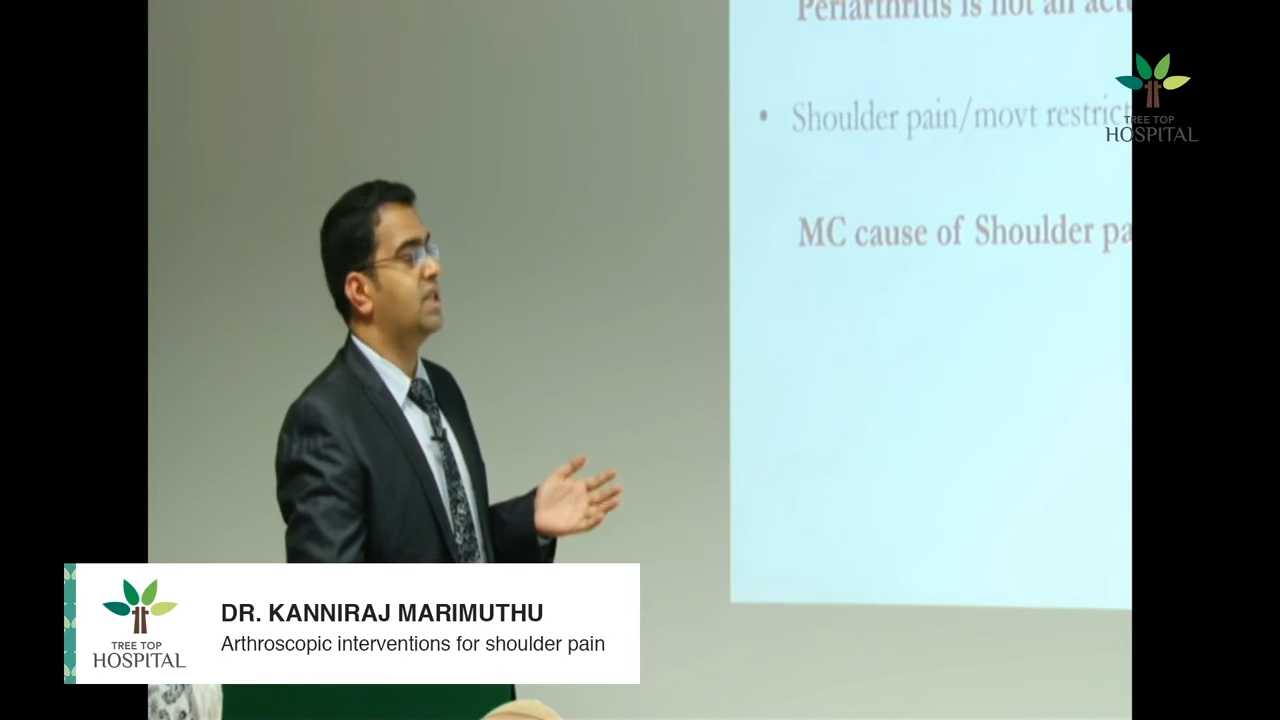 Periarthritis is not an
• Shoulder pain/movt restrict
MC cause of Shoulder pa
TREE TOP
HOSPITAL
TREE TOP
HOSPITAL
DR. KANNIRAJ MARIMUTHU
Arthroscopic interventions for shoulder pain